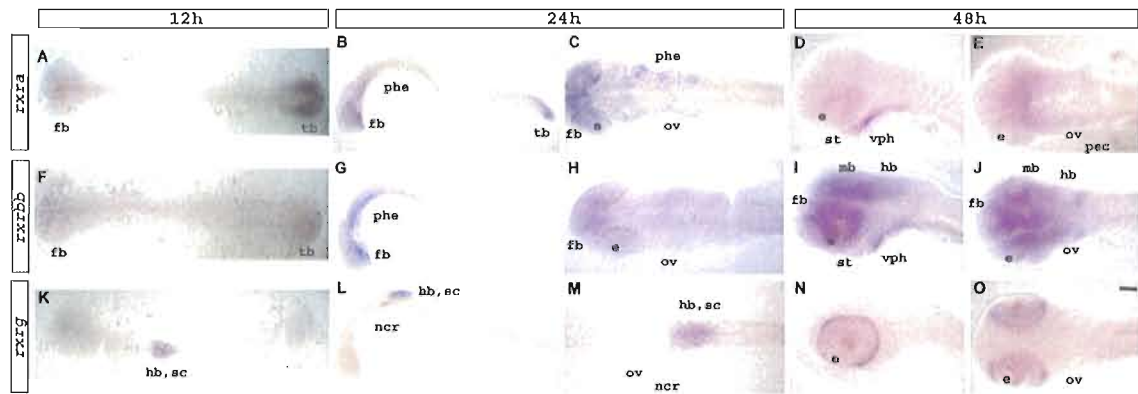 12h 24h 48h
rxra
A
fb
tb
B
phe
fb
tb
C
phe
fb e
ov
D
e
st vph
E
e
ov
pec
F
fb
tb
G
phe
fb
H
fb e
ov
I
mb hb
fb
e
st vph
J
mb hb
fb
e
ov
rxrbb
K
hb,sc
L
hb,sc
ncr
M
hb,sc
ov
ncr
N
e
O
e
ov
rxrg